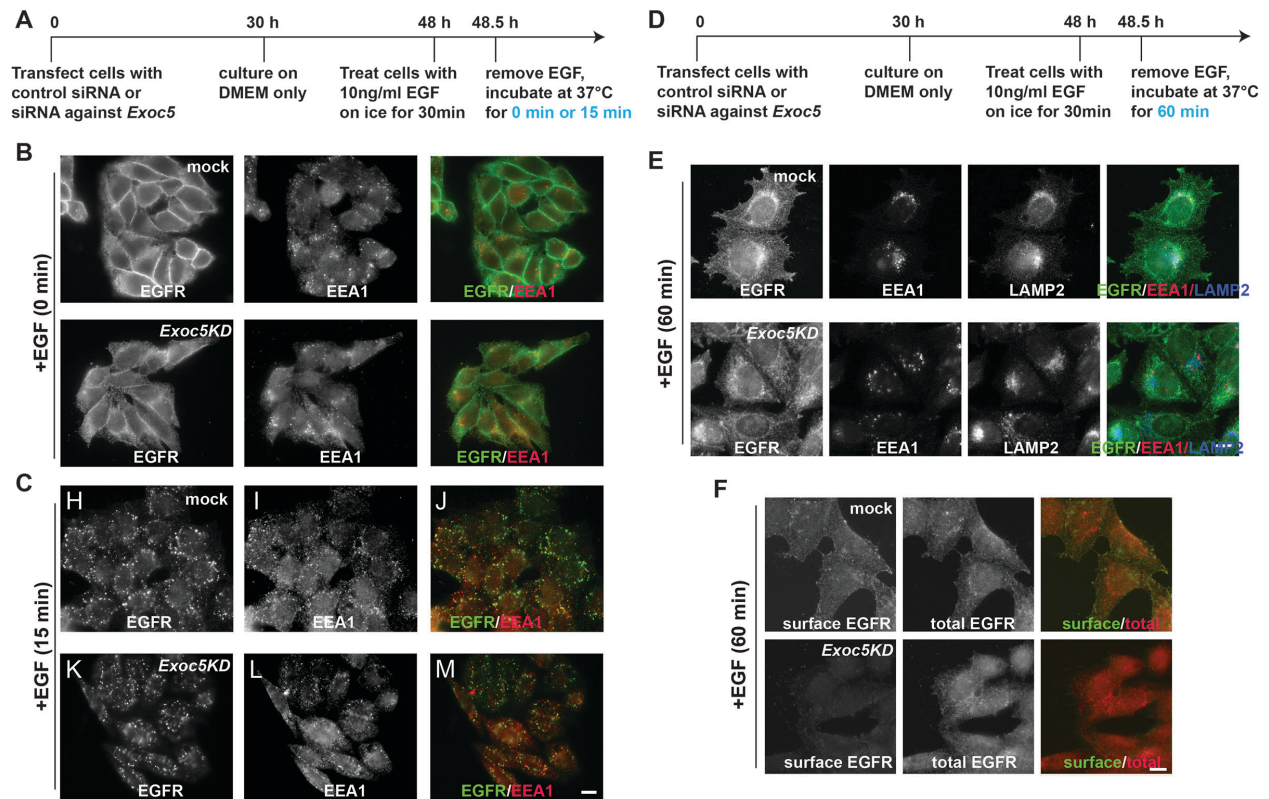 A
0
30 h
48 h
48.5 h
Transfect cells with
control siRNA or
siRNA against Exoc5
culture on
DMEM only
Treat cells with
10ng/ml EGF
on ice for 30min
remove EGF,
incubate at 37°C
for 0 min or 15 min
B
+EGF (0 min)
mock
EGFR
EEA1
EGFR/EEA1
Exoc5KD
EGFR
EEA1
EGFR/EEA1
C
+EGF (15 min)
H
mock
EGFR
I
EEA1
J
EGFR/EEA1
K
Exoc5KD
EGFR
L
EEA1
M
EGFR/EEA1
D
0
30 h
48 h
48.5 h
Transfect cells with
control siRNA or
siRNA against Exoc5
culture on
DMEM only
Treat cells with
10ng/ml EGF
on ice for 30min
remove EGF,
incubate at 37°C
for 60 min
E
+EGF (60 min)
mock
EGFR
EEA1
LAMP2
EGFR/EEA1/LAMP2
Exoc5KD
EGFR
EEA1
LAMP2
EGFR/EEA1/LAMP2
F
+EGF (60 min)
mock
surface EGFR
total EGFR
surface/total
Exoc5KD
surface EGFR
total EGFR
surface/total